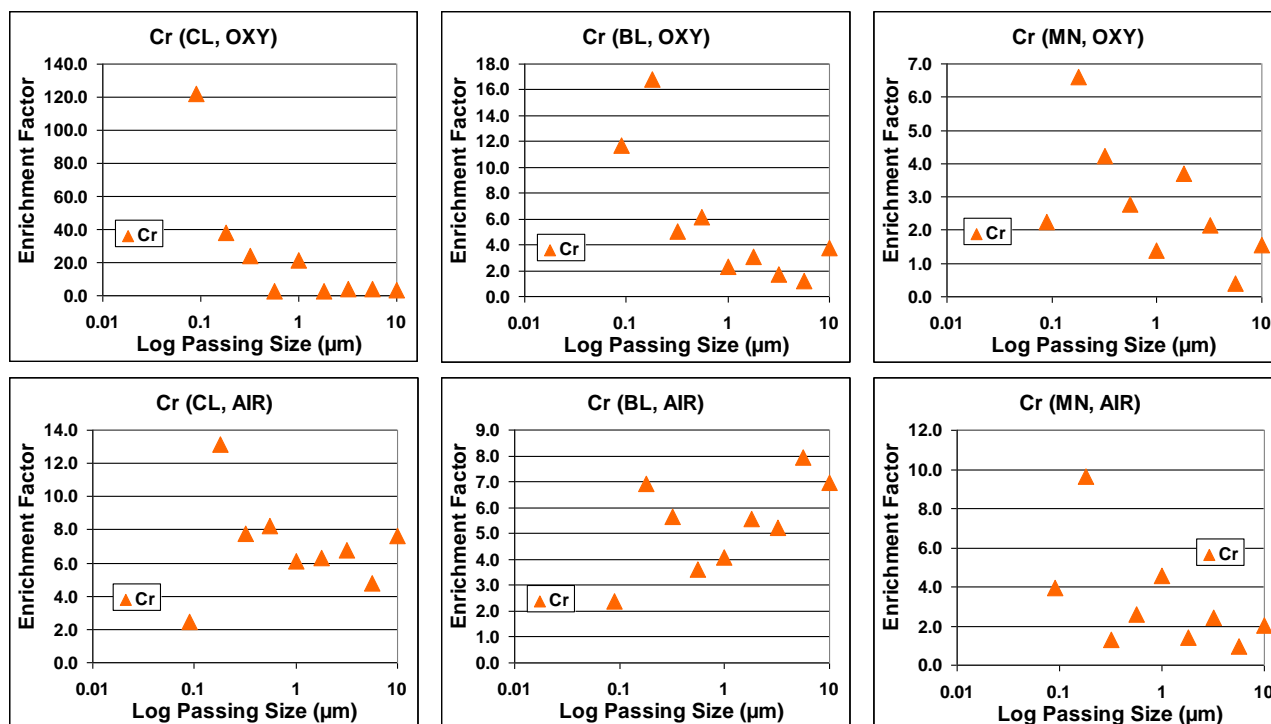 Cr (CL, OXY)
Enrichment Factor
140.0
120.0
100.0
80.0
60.0
40.0
20.0
0.0
Cr
0.01 0.1 1 10
Log Passing Size (µm)
Cr (BL, OXY)
Enrichment Factor
18.0
16.0
14.0
12.0
10.0
8.0
6.0
4.0
2.0
0.0
Cr
0.01 0.1 1 10
Log Passing Size (µm)
Cr (MN, OXY)
Enrichment Factor
7.0
6.0
5.0
4.0
3.0
2.0
1.0
0.0
Cr
0.01 0.1 1 10
Log Passing Size (µm)
Cr (CL, AIR)
Enrichment Factor
14.0
12.0
10.0
8.0
6.0
4.0
2.0
0.0
Cr
0.01 0.1 1 10
Log Passing Size (µm)
Cr (BL, AIR)
Enrichment Factor
9.0
8.0
7.0
6.0
5.0
4.0
3.0
2.0
1.0
0.0
Cr
0.01 0.1 1 10
Log Passing Size (µm)
Cr (MN, AIR)
Enrichment Factor
12.0
10.0
8.0
6.0
4.0
2.0
0.0
Cr
0.01 0.1 1 10
Log Passing Size (µm)